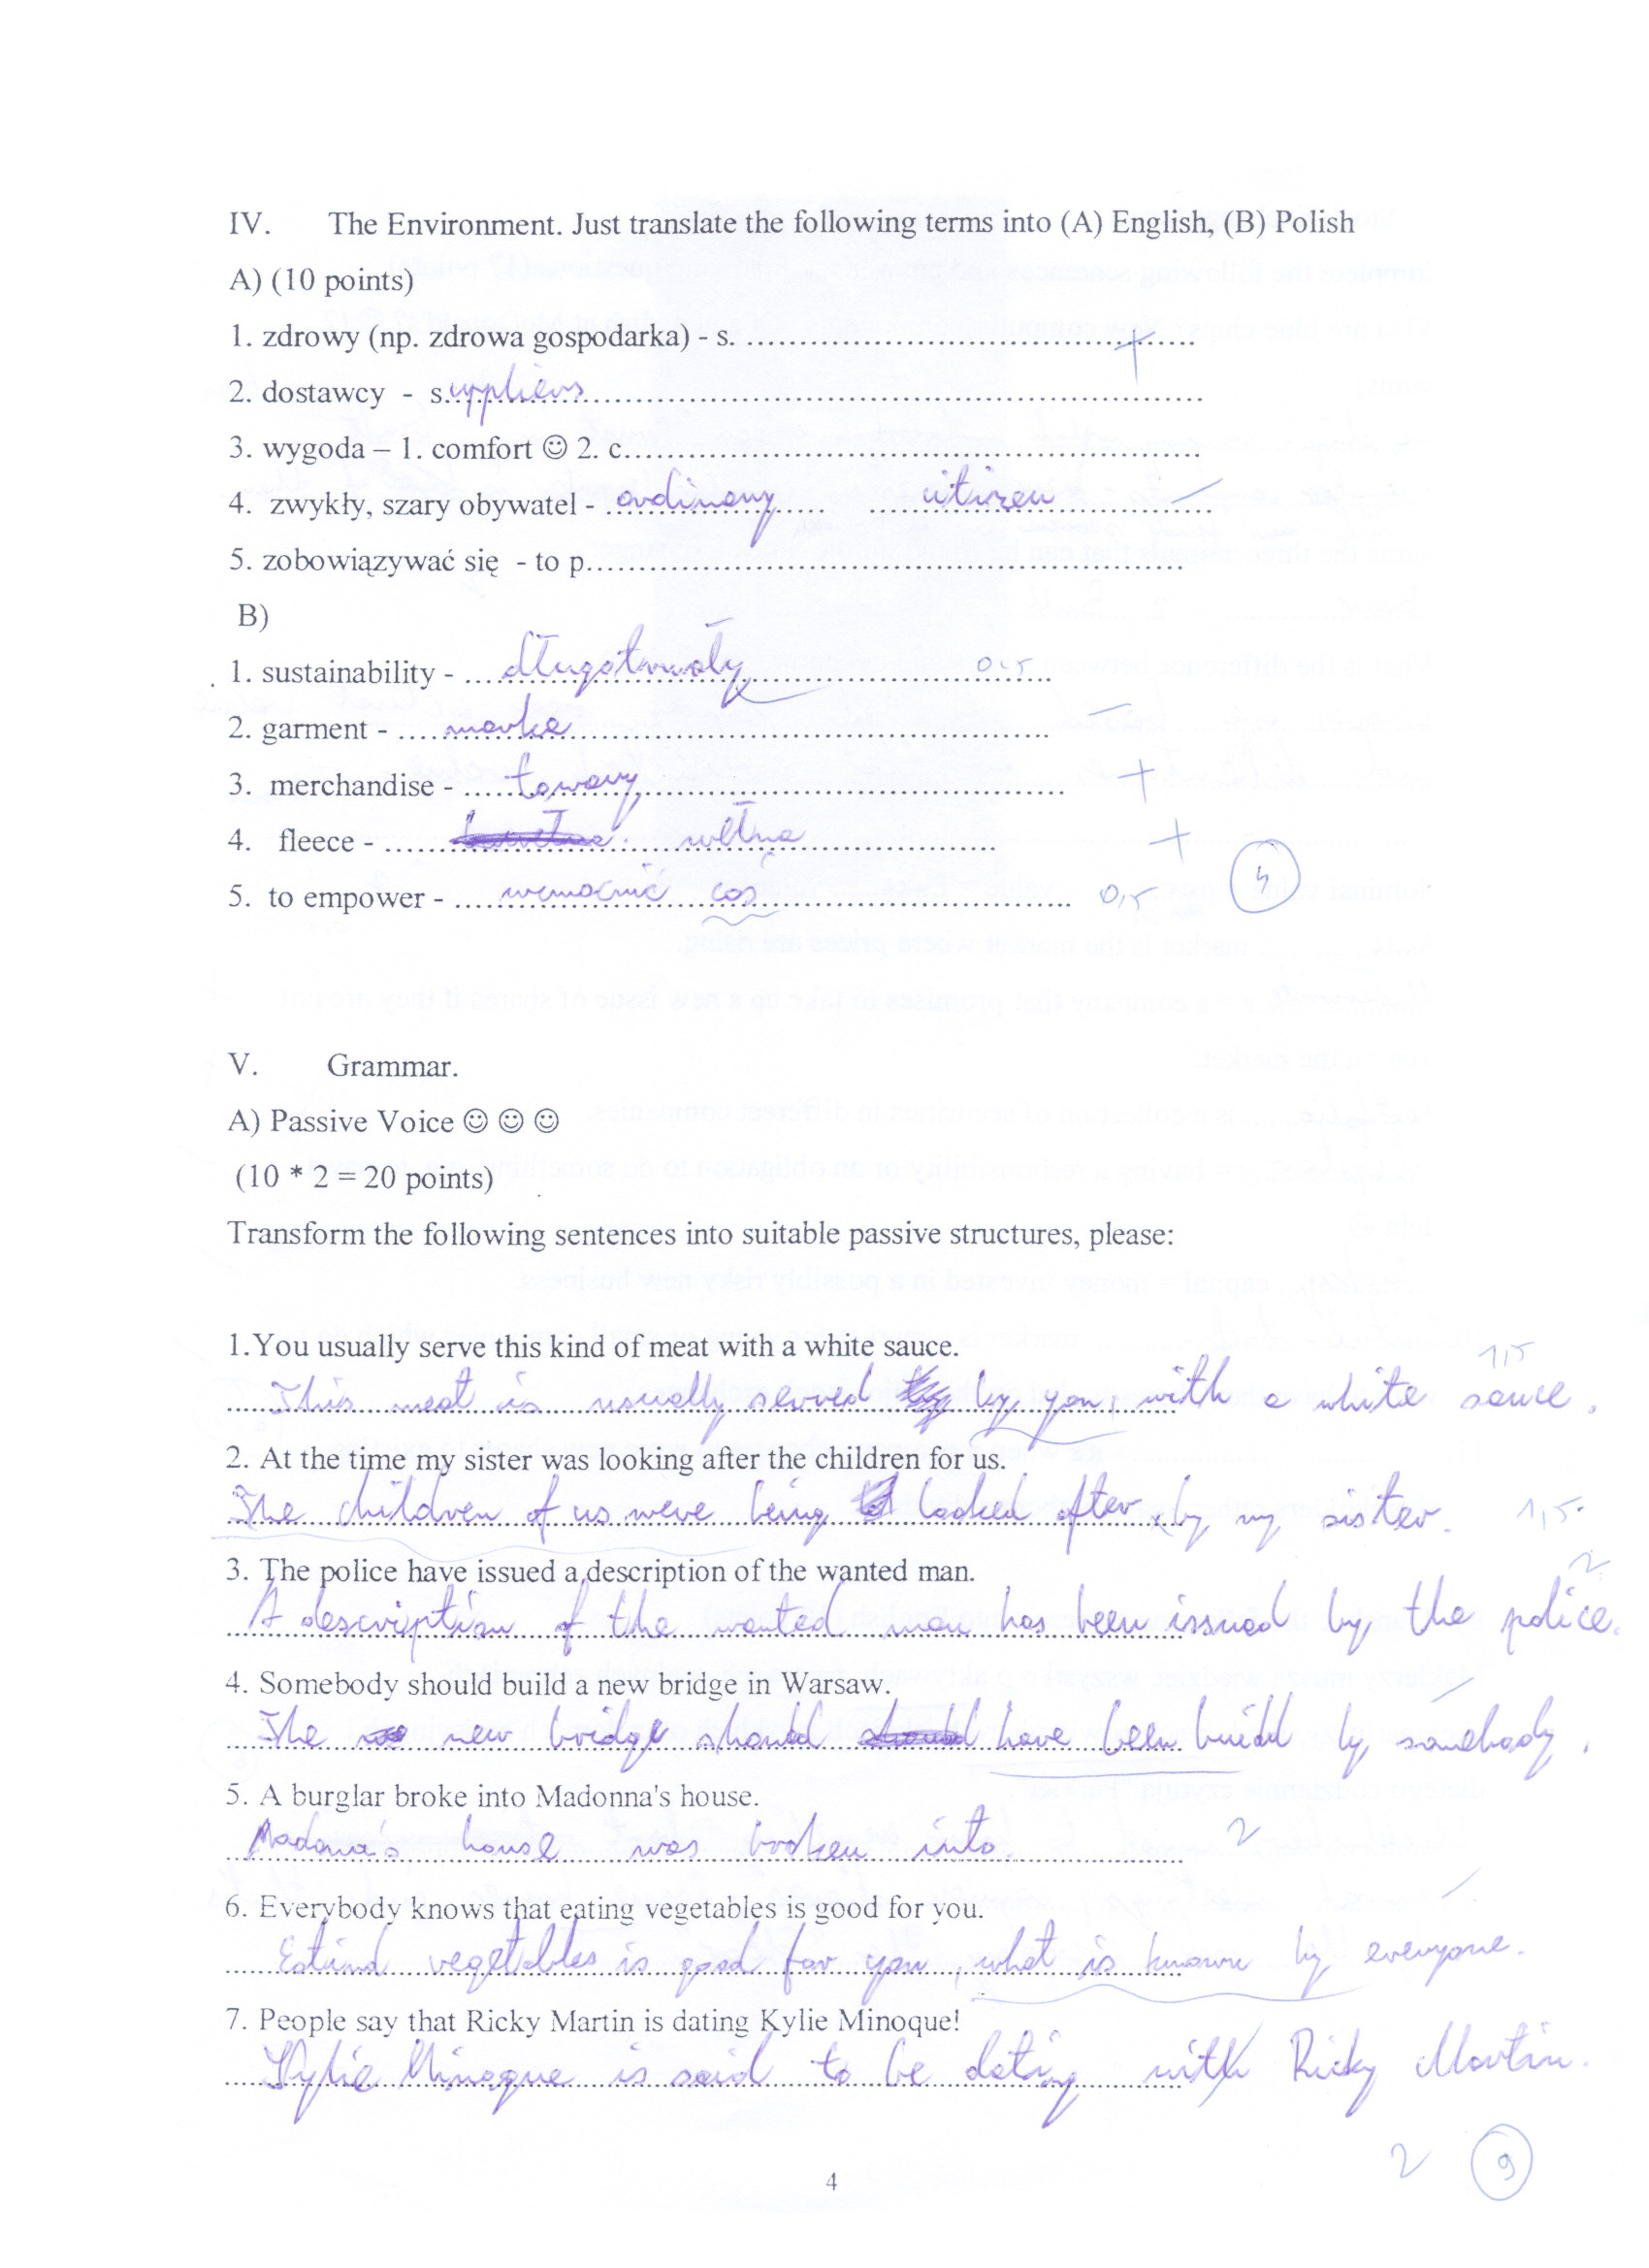 IV. The Environment. Just translate the following terms into (A) English, (B) Polish
A) (10 points)
1. zdrowy (np. zdrowa gospodarka) - s. ............ +
2. dostawcy - s.uppliers............
3. wygoda – 1. comfort ☺ 2. c............
4. zwykły, szary obywatel - ordinary citizen –
5. zobowiązywać się - to p............
B)
1. sustainability - długotrwały 0.5
2. garment - marka –
3. merchandise - towary +
4. fleece - wełna +
5. to empower - wzmocnić coś 0,5
V. Grammar.
A) Passive Voice ☺ ☺ ☺
(10 * 2 = 20 points)
Transform the following sentences into suitable passive structures, please:
1.You usually serve this kind of meat with a white sauce. 1,5
This meat is usually served by you, with a white sauce.
2. At the time my sister was looking after the children for us.
The children of us were being looked after by my sister. 1,5
3. The police have issued a description of the wanted man. 2
A description of the wanted man has been issued by the police.
4. Somebody should build a new bridge in Warsaw. –
The new bridge should have been build by somebody.
5. A burglar broke into Madonna's house.
Madona's house was broken into. 2
6. Everybody knows that eating vegetables is good for you. –
vegetables is good for you, what is known by everyone.
7. People say that Ricky Martin is dating Kylie Minoque!
Kylie Minogue is said to be dating with Ricky Martin.
2 9
4